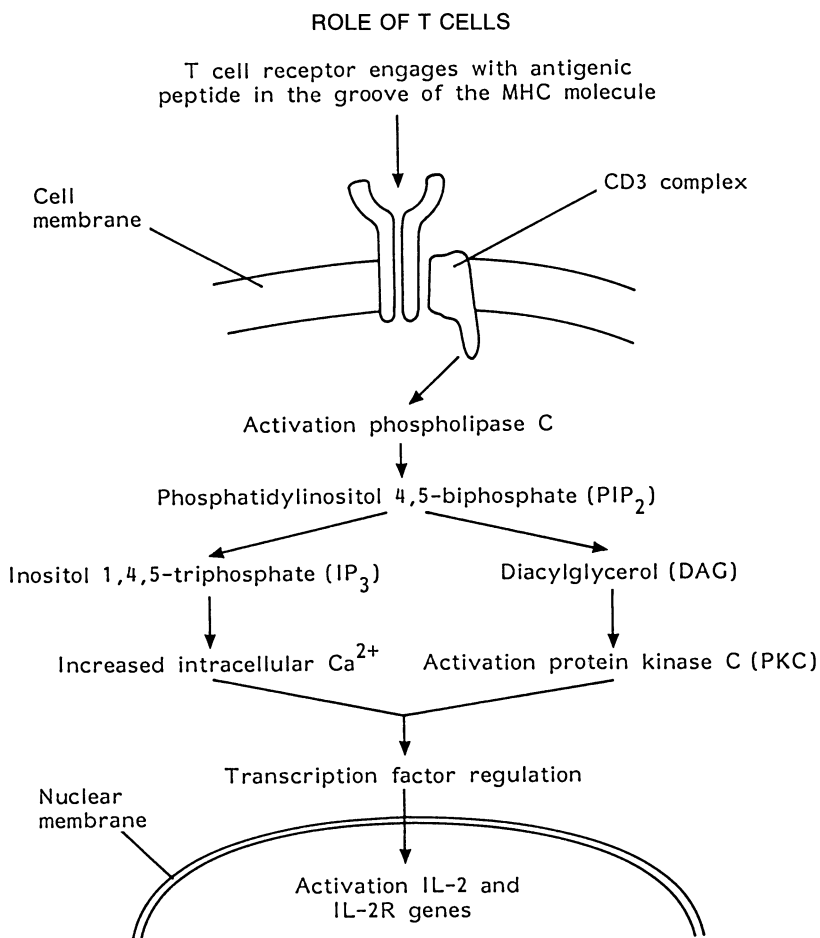 ROLE OF T CELLS
T cell receptor engages with antigenic
peptide in the groove of the MHC molecule
Cell
membrane
CD3 complex
Activation phospholipase C
Phosphatidylinositol 4,5-biphosphate (PIP2)
Inositol 1,4,5-triphosphate (IP3)
Diacylglycerol (DAG)
Increased intracellular Ca2+
Activation protein kinase C (PKC)
Transcription factor regulation
Nuclear
membrane
Activation IL-2 and
IL-2R genes